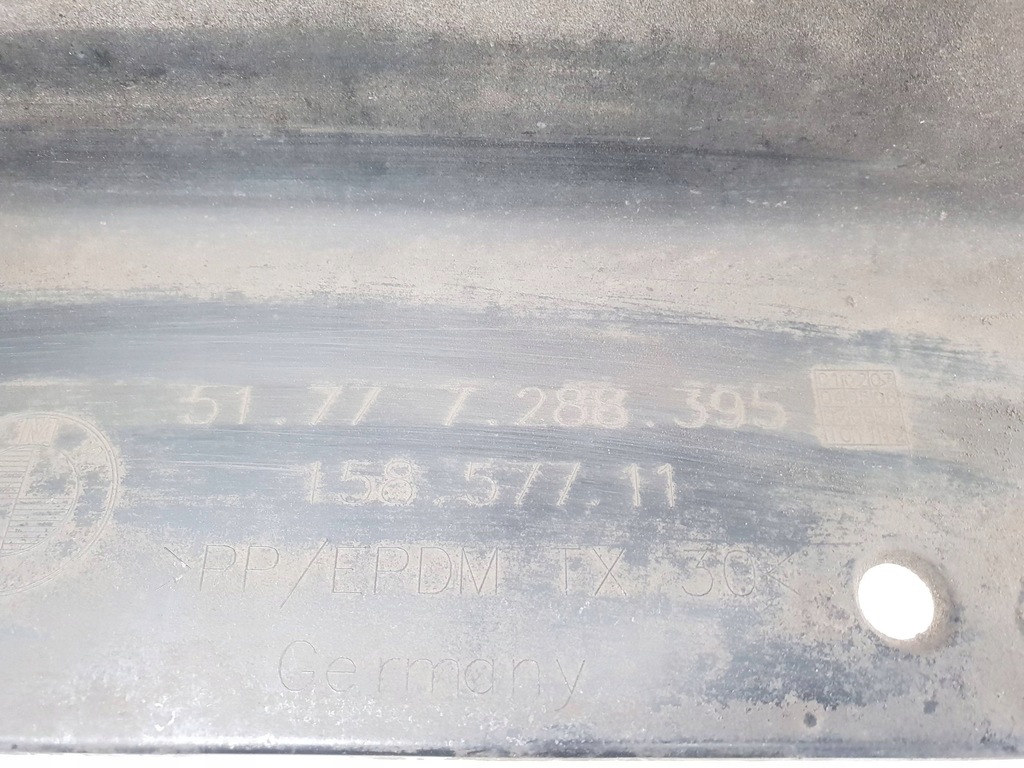 51.77 7.288.395
158.577.11
>PP/EPDM TX 30<
Germany